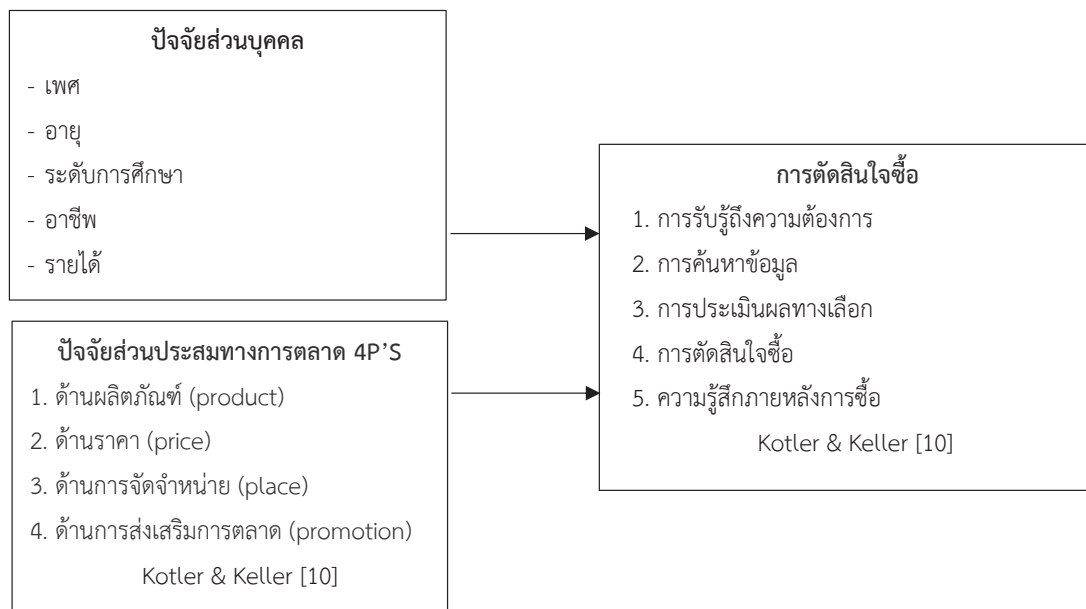 ปัจจัยส่วนบุคคล
- เพศ
- อายุ
- ระดับการศึกษา
- อาชีพ
- รายได้
ปัจจัยส่วนประสมทางการตลาด 4P’S
1. ด้านผลิตภัณฑ์ (product)
2. ด้านราคา (price)
3. ด้านการจัดจำหน่าย (place)
4. ด้านการส่งเสริมการตลาด (promotion)
Kotler & Keller [10]
การตัดสินใจซื้อ
1. การรับรู้ถึงความต้องการ
2. การค้นหาข้อมูล
3. การประเมินผลทางเลือก
4. การตัดสินใจซื้อ
5. ความรู้สึกภายหลังการซื้อ
Kotler & Keller [10]